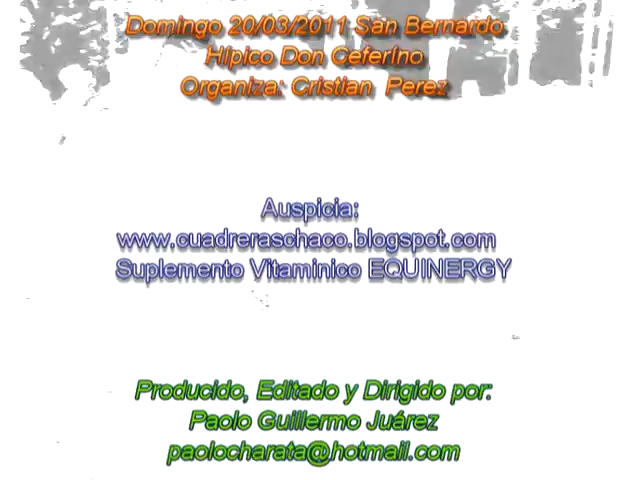 Domingo 20/03/2011 San Bernardo
Hipico Don Ceferino
Organiza: Cristian Perez
Auspicia:
www.cuadreraschaco.blogspot.com
Suplemento Vitaminico EQUINERGY
Producido, Editado y Dirigido por:
Paolo Guillermo Juárez
paolocharata@hotmail.com